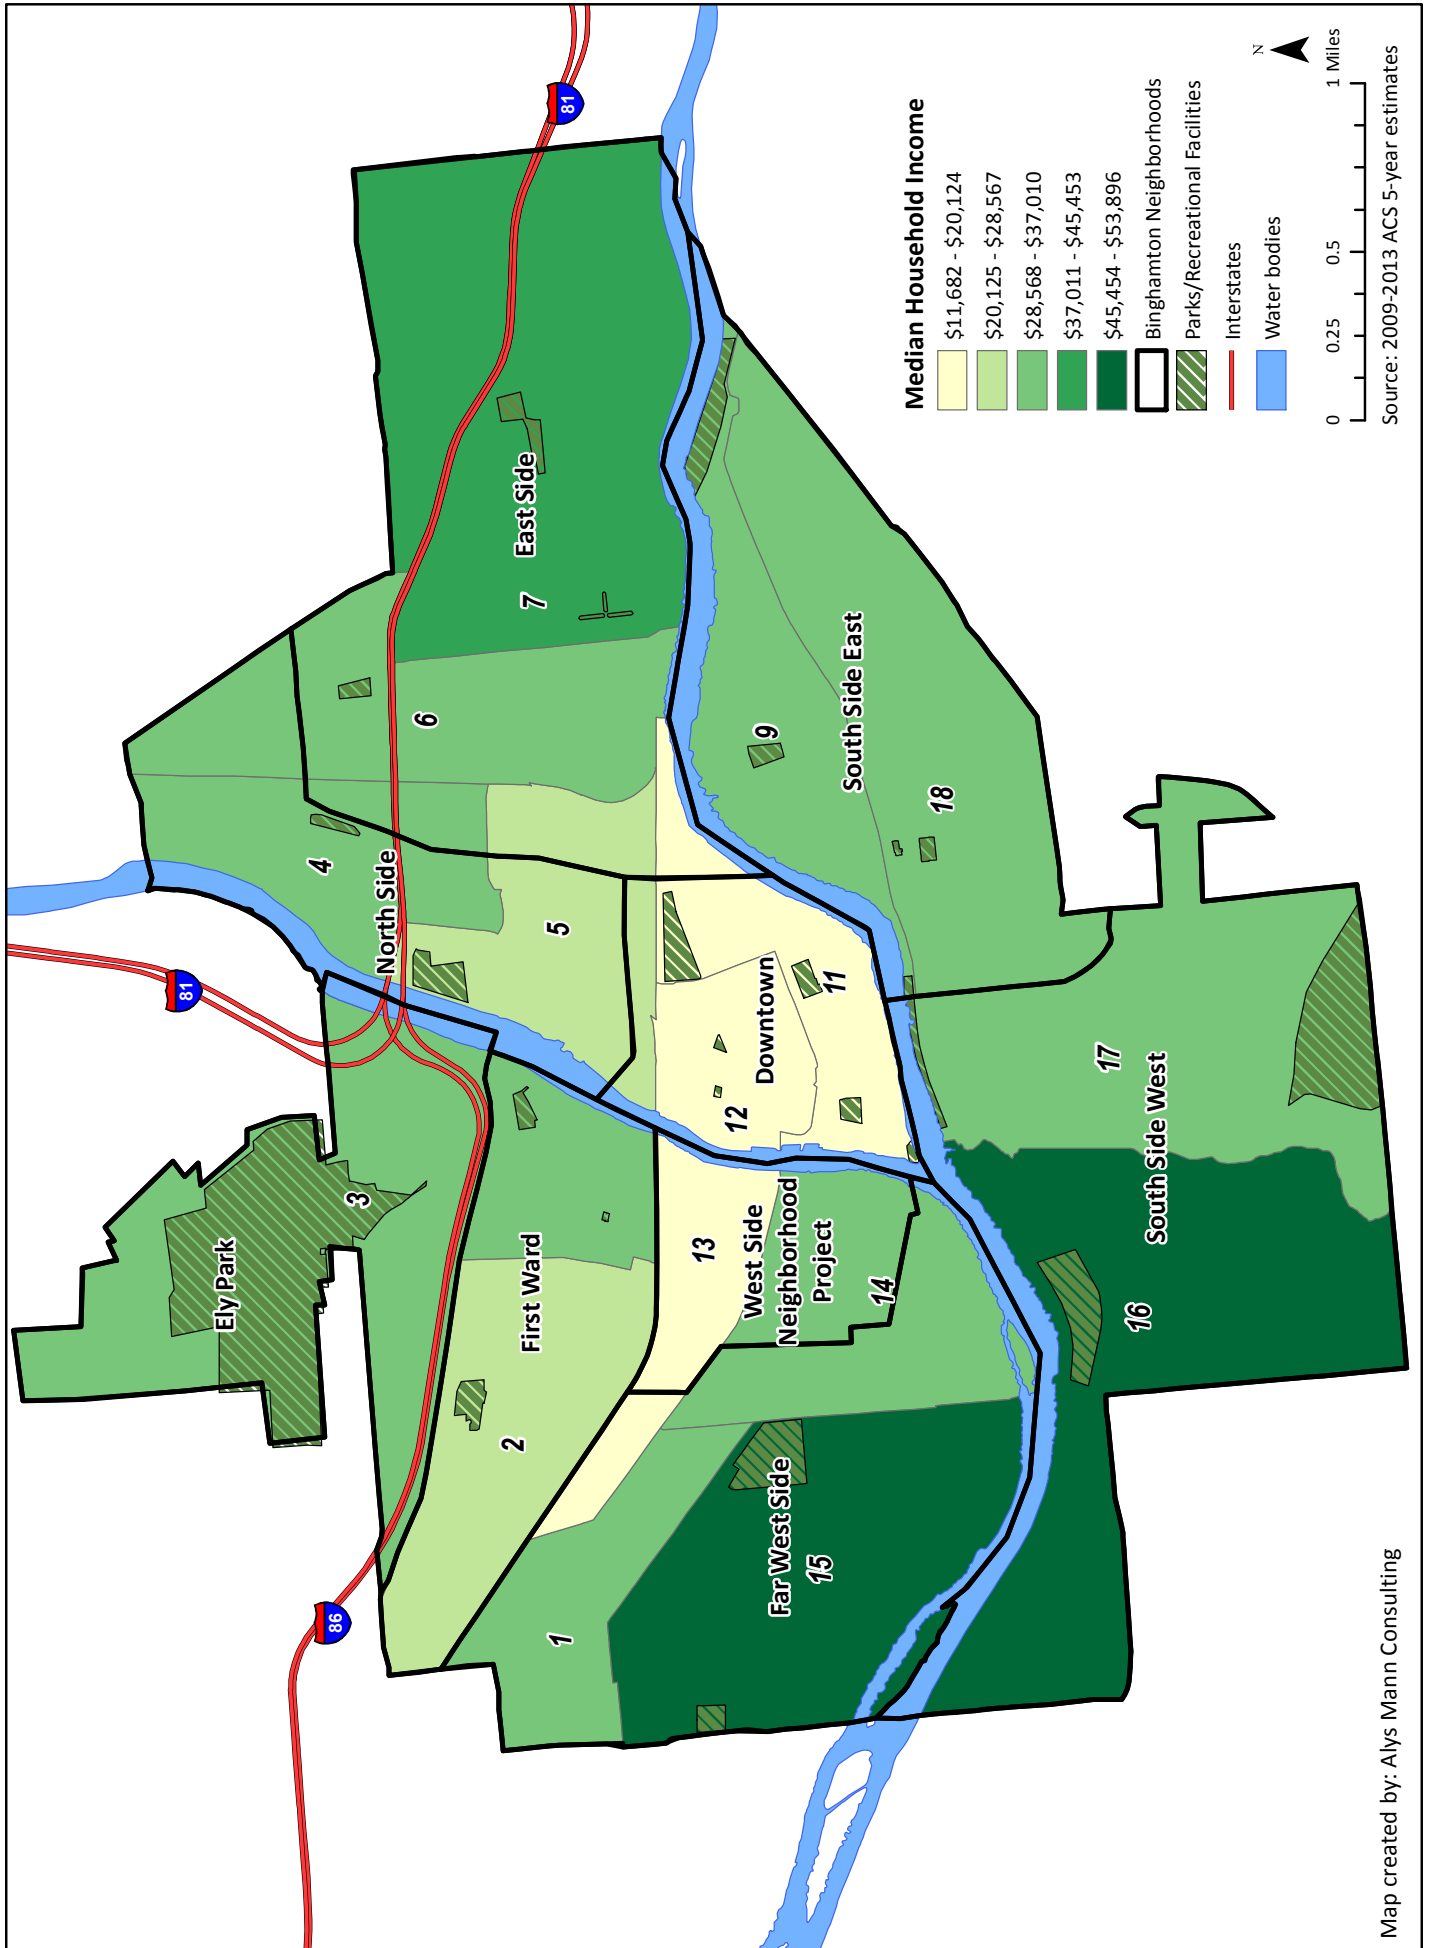 81
81
86
Ely Park
3
North Side
4
6
East Side
7
5
First Ward
2
1
Downtown
12
11
13
West Side
Neighborhood
Project
14
Far West Side
15
South Side East
9
18
South Side West
17
16
Median Household Income
$11,682 - $20,124
$20,125 - $28,567
$28,568 - $37,010
$37,011 - $45,453
$45,454 - $53,896
Binghamton Neighborhoods
Parks/Recreational Facilities
Interstates
Water bodies
N
0 0.25 0.5 1 Miles
Source: 2009-2013 ACS 5-year estimates
Map created by: Alys Mann Consulting